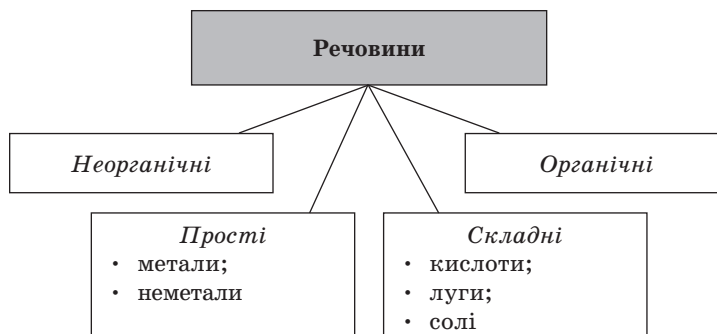 Речовини
Неорганічні
Органічні
Прості
· метали;
· неметали
Складні
· кислоти;
· луги;
· солі